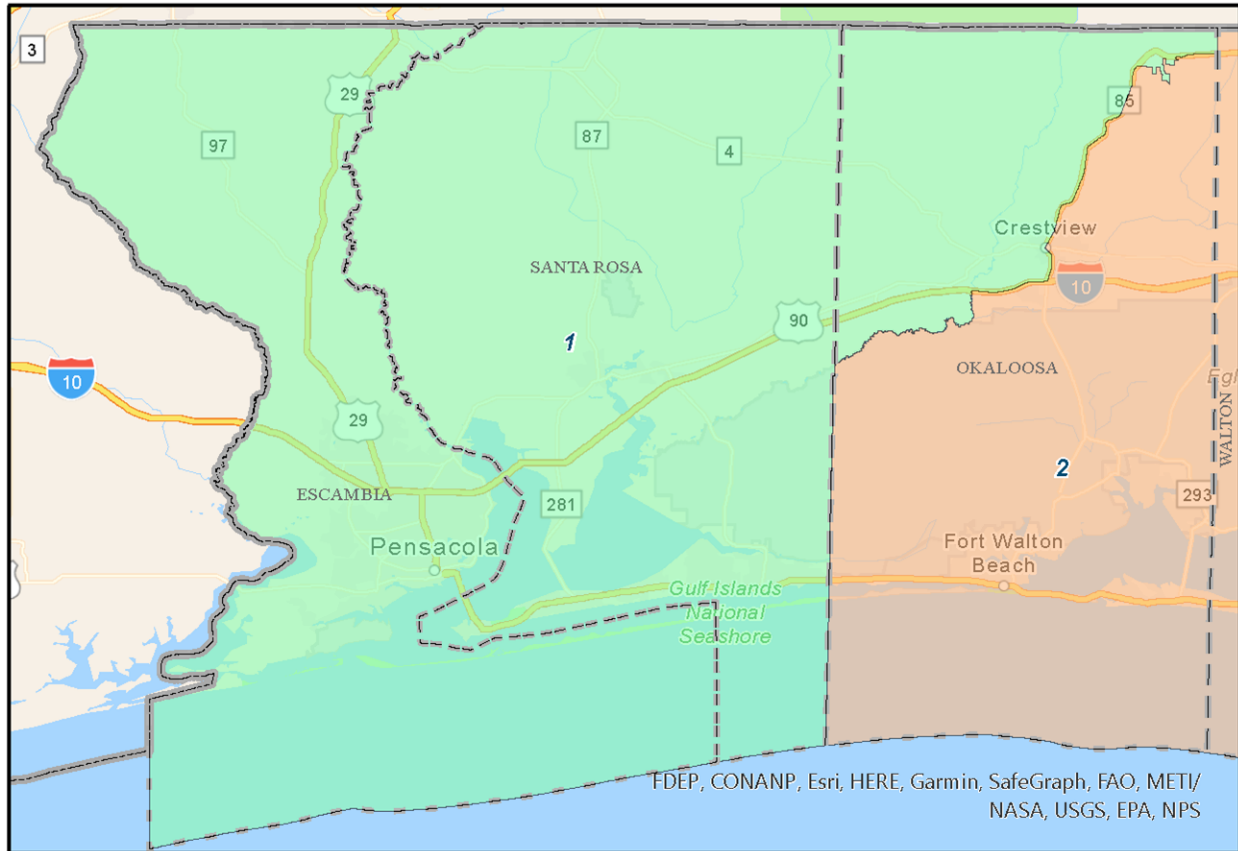 3
29
97
87
4
85
Crestview
SANTA ROSA
10
90
1
OKALOOSA
10
WALTON
29
2
ESCAMBIA
281
293
Pensacola
Fort Walton
Beach
Gulf Islands
National
Seashore
FDEP, CONANP, Esri, HERE, Garmin, SafeGraph, FAO, METI/
NASA, USGS, EPA, NPS